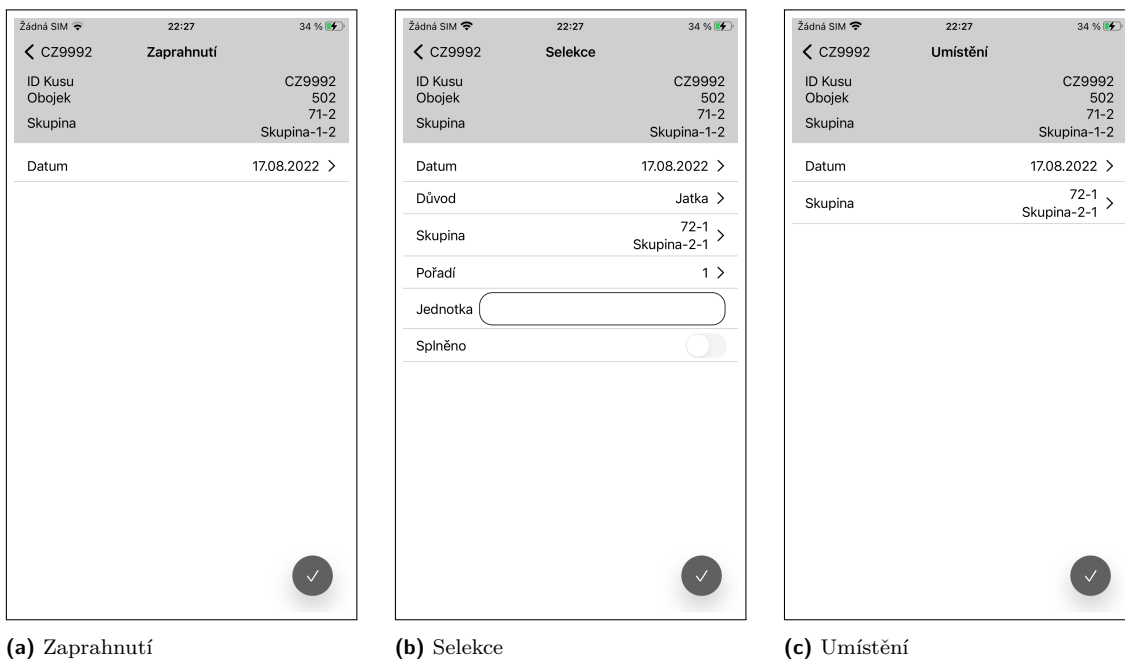 Žádná SIM 22:27 34 %
CZ9992 Zaprahnutí
ID Kusu CZ9992
Obojek 502
Skupina 71-2
Skupina-1-2
Datum 17.08.2022
(a) Zaprahnutí
Žádná SIM 22:27 34 %
CZ9992 Selekce
ID Kusu CZ9992
Obojek 502
Skupina 71-2
Skupina-1-2
Datum 17.08.2022
Důvod Jatka
Skupina 72-1
Skupina-2-1
Pořadí 1
Jednotka
Splněno
(b) Selekce
Žádná SIM 22:27 34 %
CZ9992 Umístění
ID Kusu CZ9992
Obojek 502
Skupina 71-2
Skupina-1-2
Datum 17.08.2022
Skupina 72-1
Skupina-2-1
(c) Umístění